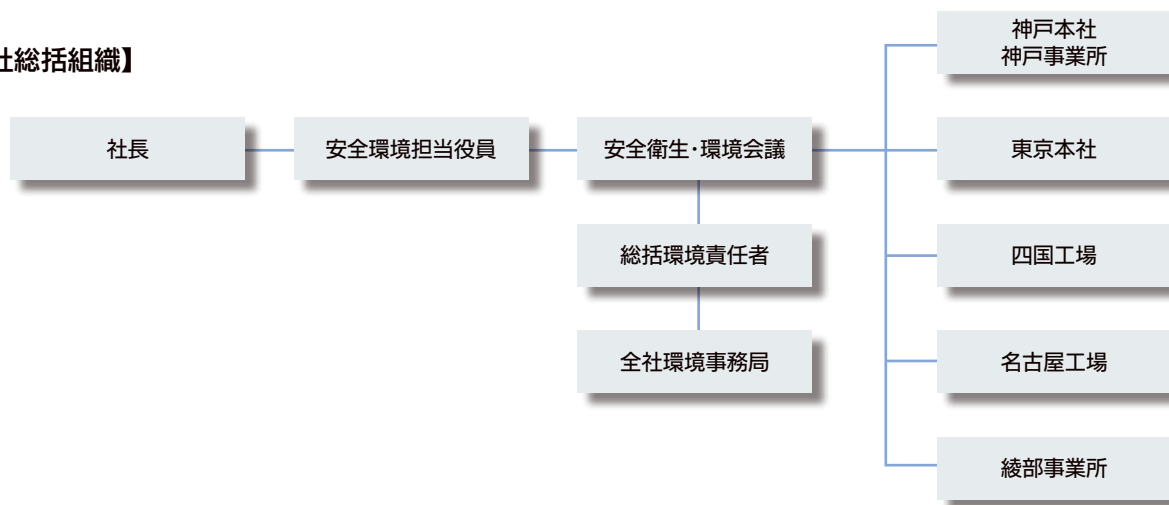 社総括組織】
社長
安全環境担当役員
安全衛生・環境会議
総括環境責任者
全社環境事務局
神戸本社
神戸事業所
東京本社
四国工場
名古屋工場
綾部事業所